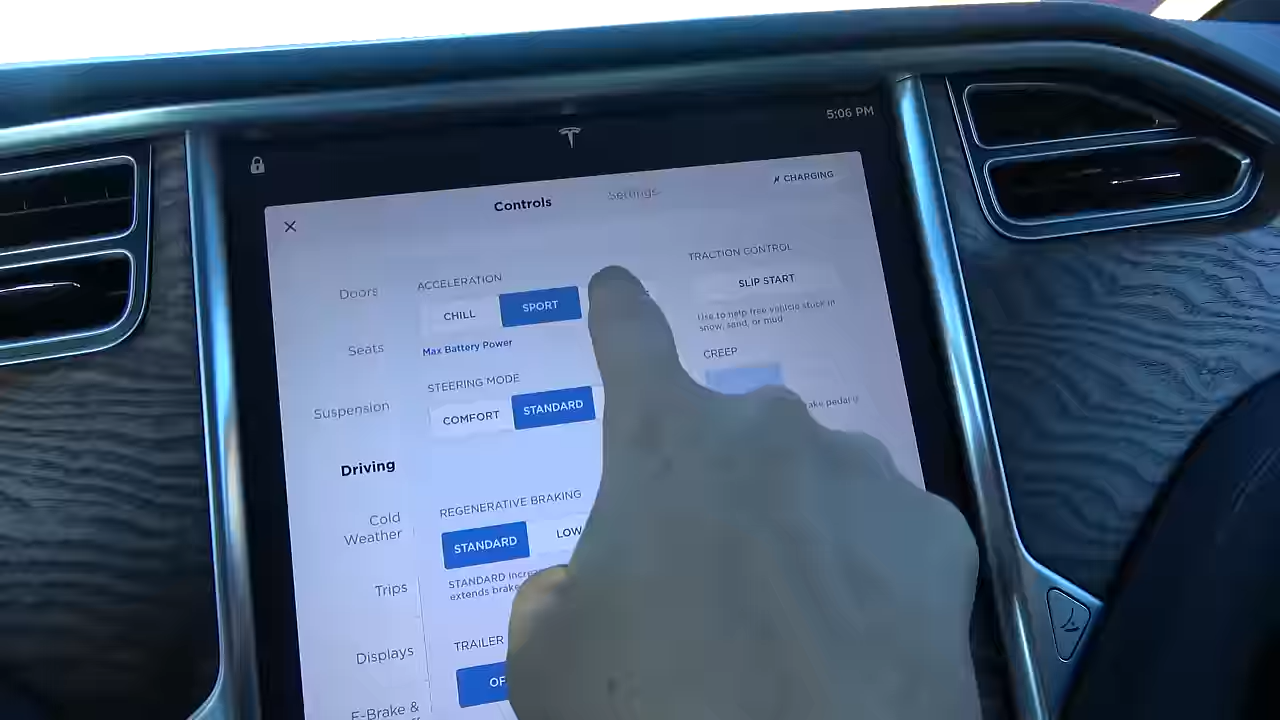 5:06 PM
Controls
Settings
CHARGING
Doors
Seats
Suspension
Driving
Cold
Weather
Trips
Displays
E-Brake &
ACCELERATION
CHILL
SPORT
Max Battery Power
STEERING MODE
COMFORT
STANDARD
REGENERATIVE BRAKING
STANDARD
LOW
STANDARD
extends
TRAILER
TRACTION CONTROL
SLIP START
Use to help free vehicle stuck in
snow, sand, or mud
CREEP